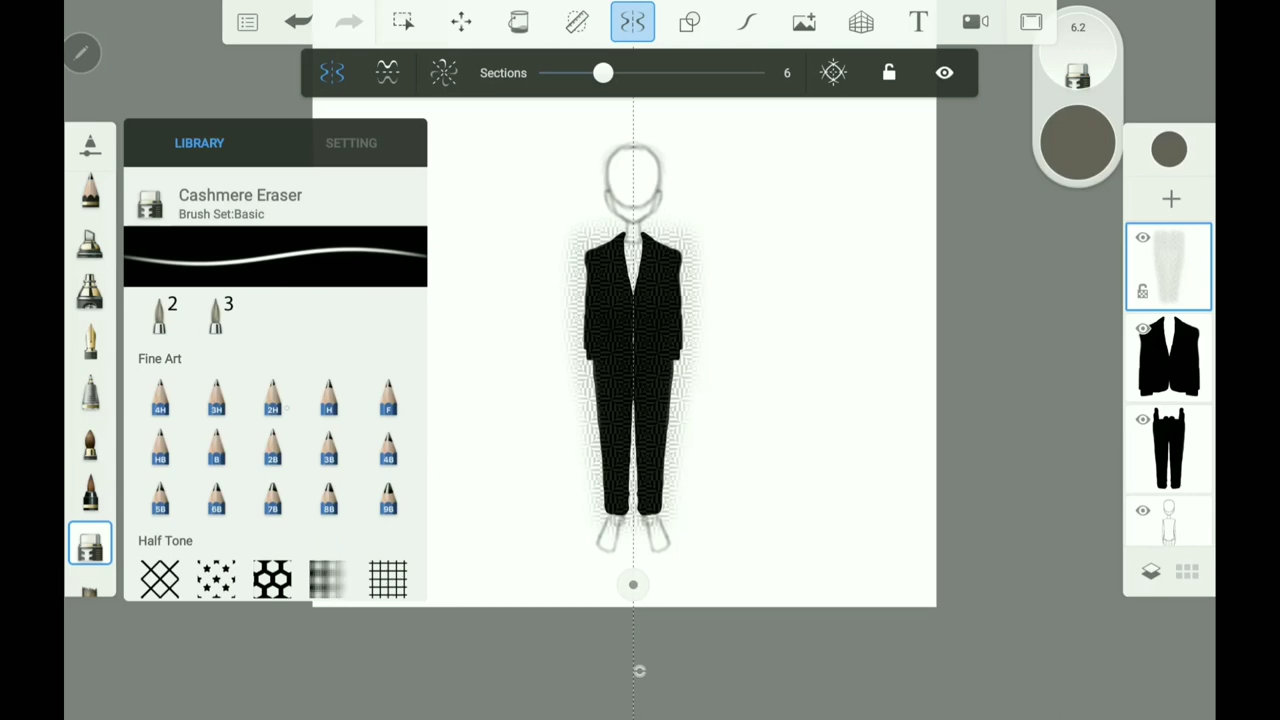 T
6.2
Sections 6
LIBRARY SETTING
Cashmere Eraser
Brush Set:Basic
2 3
Fine Art
4H 3H 2H H F
HB B 2B 3B 4B
5B 6B 7B 8B 9B
Half Tone